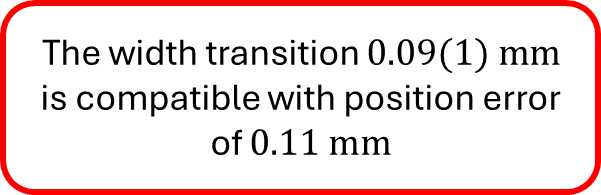 The width transition 0.09(1) mm
is compatible with position error
of 0.11 mm